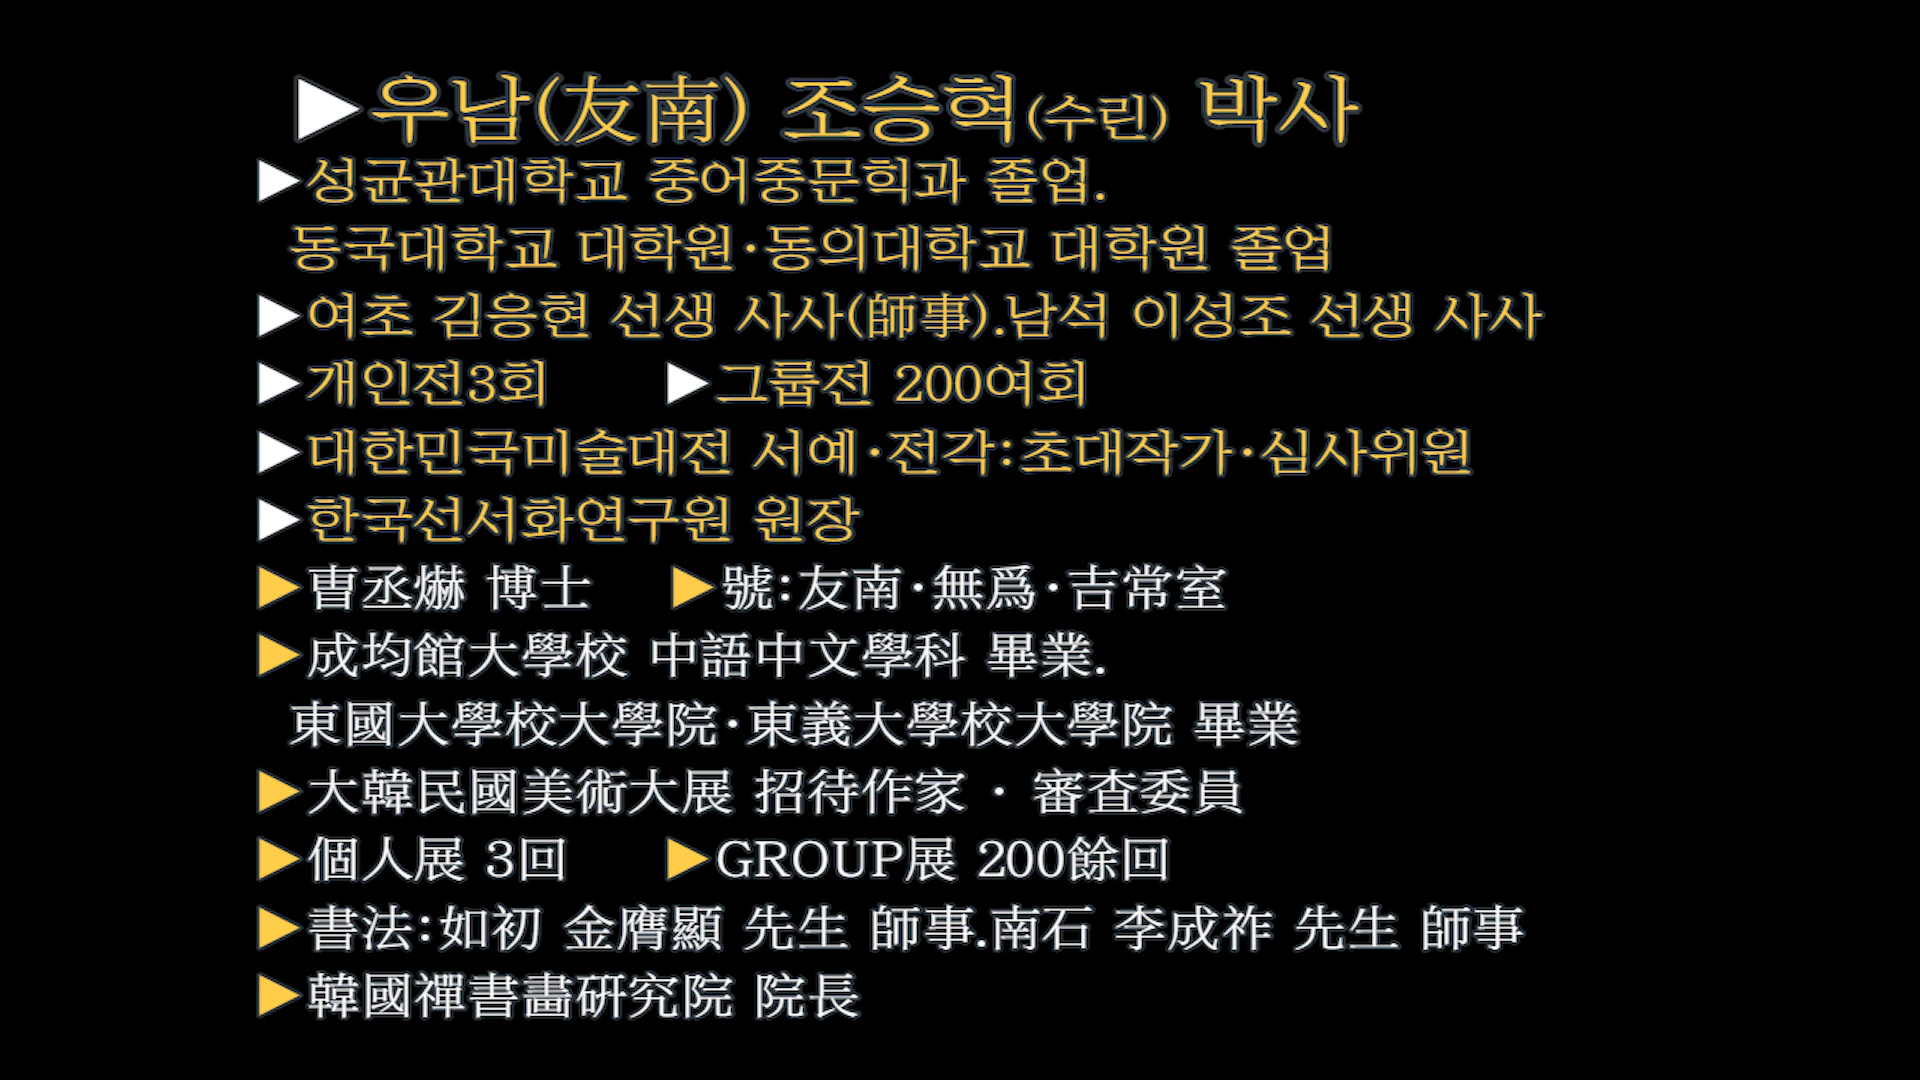 ▶우남(友南) 조승혁(수린) 박사
▶성균관대학교 중어중문힉과 졸업.
동국대학교 대학원·동의대학교 대학원 졸업
▶여초 김응현 선생 사사(師事).남석 이성조 선생 사사
▶개인전3회 ▶그룹전 200여회
▶대한민국미술대전 서예·전각:초대작가·심사위원
▶한국선서화연구원 원장
▶曺丞爀 博士 ▶號:友南·無爲·吉常室
▶成均館大學校 中語中文學科 畢業.
東國大學校大學院·東義大學校大學院 畢業
▶大韓民國美術大展 招待作家 · 審査委員
▶個人展 3回 ▶GROUP展 200餘回
▶書法:如初 金膺顯 先生 師事.南石 李成祚 先生 師事
▶韓國禪書畵硏究院 院長